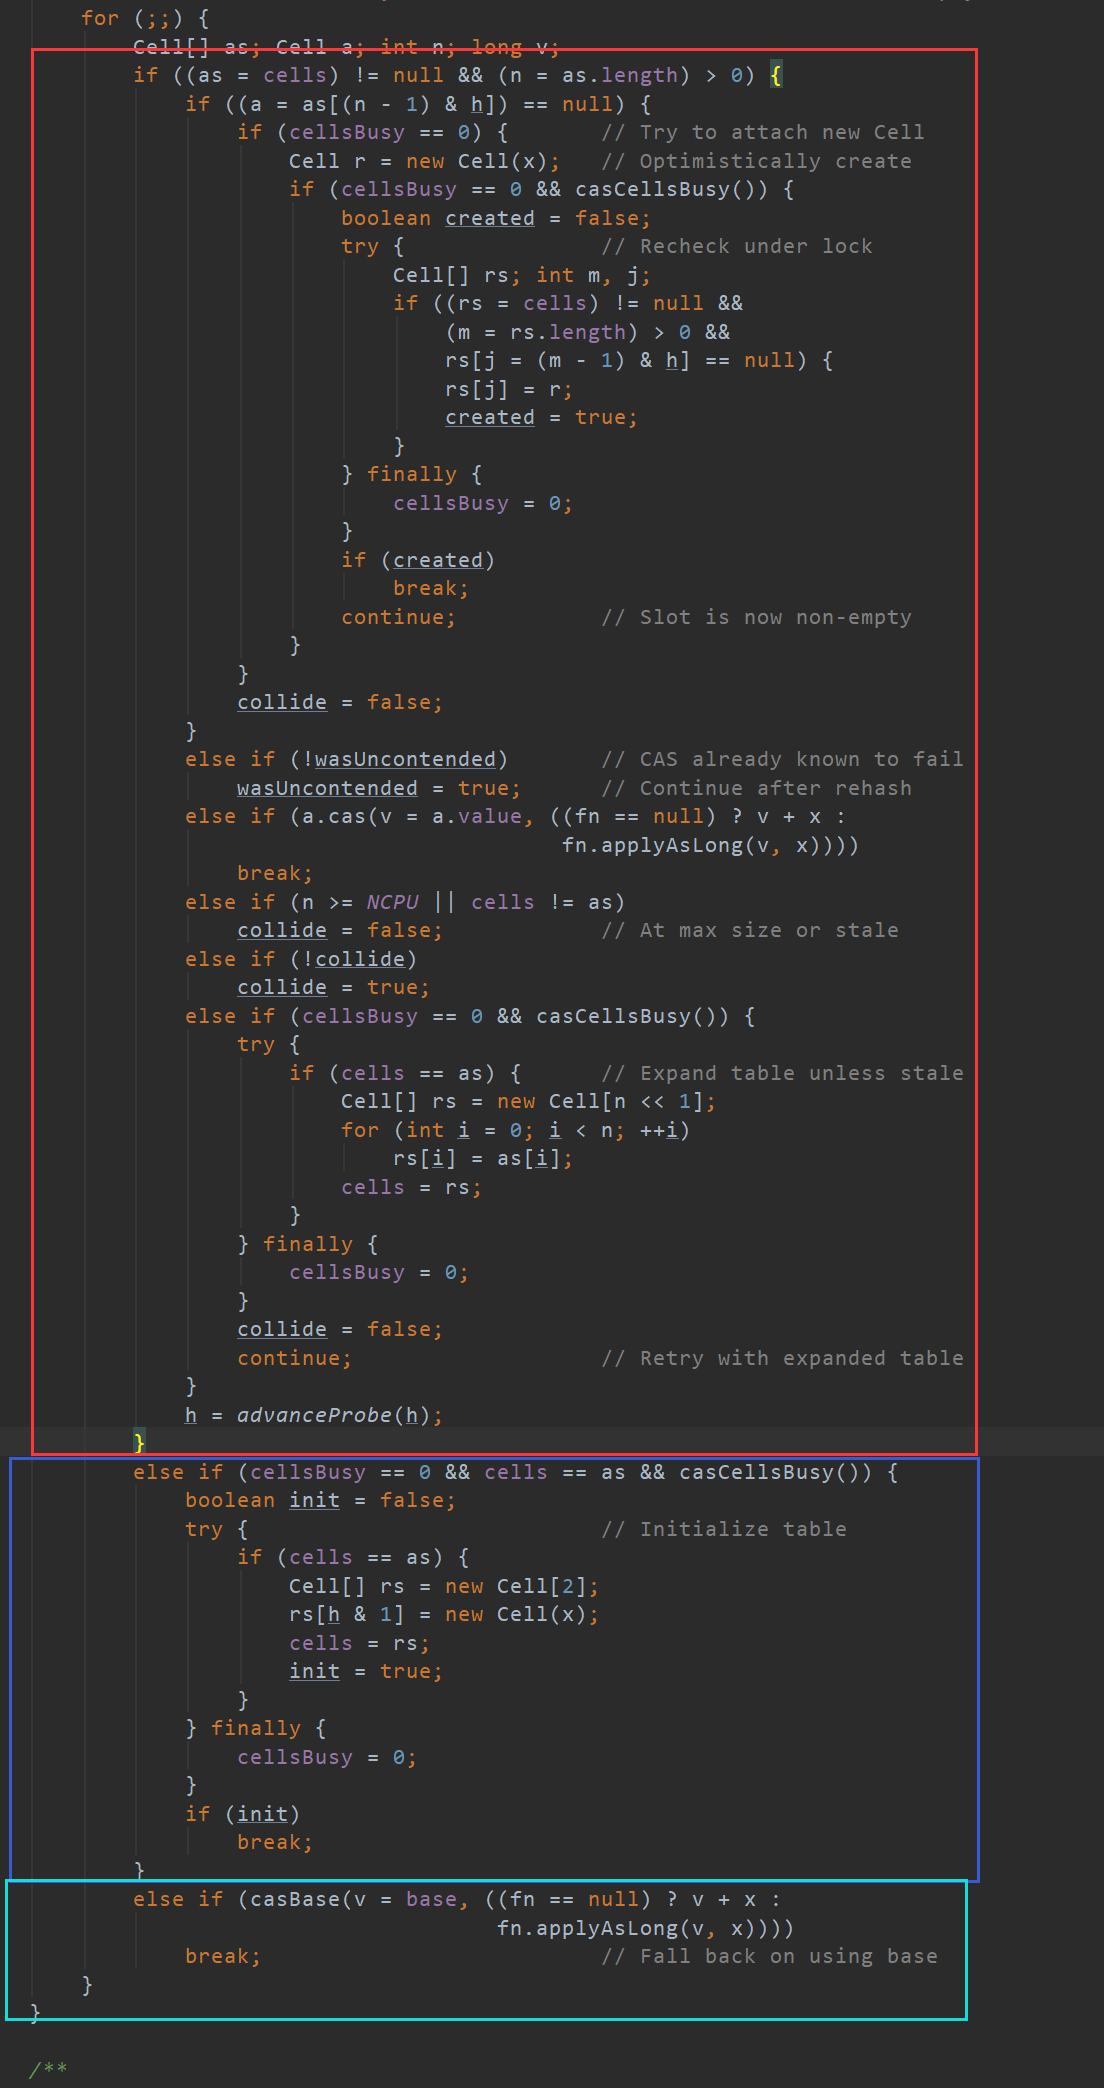 for (;;) {
Cell[] as; Cell a; int n; long v;
if ((as = cells) != null && (n = as.length) > 0) {
if ((a = as[(n - 1) & h]) == null) {
if (cellsBusy == 0) {       // Try to attach new Cell
Cell r = new Cell(x);   // Optimistically create
if (cellsBusy == 0 && casCellsBusy()) {
boolean created = false;
try {               // Recheck under lock
Cell[] rs; int m, j;
if ((rs = cells) != null &&
(m = rs.length) > 0 &&
rs[j = (m - 1) & h] == null) {
rs[j] = r;
created = true;
}
} finally {
cellsBusy = 0;
}
if (created)
break;
continue;           // Slot is now non-empty
}
}
collide = false;
}
else if (!wasUncontended)       // CAS already known to fail
wasUncontended = true;      // Continue after rehash
else if (a.cas(v = a.value, ((fn == null) ? v + x :
fn.applyAsLong(v, x))))
break;
else if (n >= NCPU || cells != as)
collide = false;            // At max size or stale
else if (!collide)
collide = true;
else if (cellsBusy == 0 && casCellsBusy()) {
try {
if (cells == as) {      // Expand table unless stale
Cell[] rs = new Cell[n << 1];
for (int i = 0; i < n; ++i)
rs[i] = as[i];
cells = rs;
}
} finally {
cellsBusy = 0;
}
collide = false;
continue;                   // Retry with expanded table
}
h = advanceProbe(h);
}
else if (cellsBusy == 0 && cells == as && casCellsBusy()) {
boolean init = false;
try {                           // Initialize table
if (cells == as) {
Cell[] rs = new Cell[2];
rs[h & 1] = new Cell(x);
cells = rs;
init = true;
}
} finally {
cellsBusy = 0;
}
if (init)
break;
}
else if (casBase(v = base, ((fn == null) ? v + x :
fn.applyAsLong(v, x))))
break;                          // Fall back on using base
}
}
/**